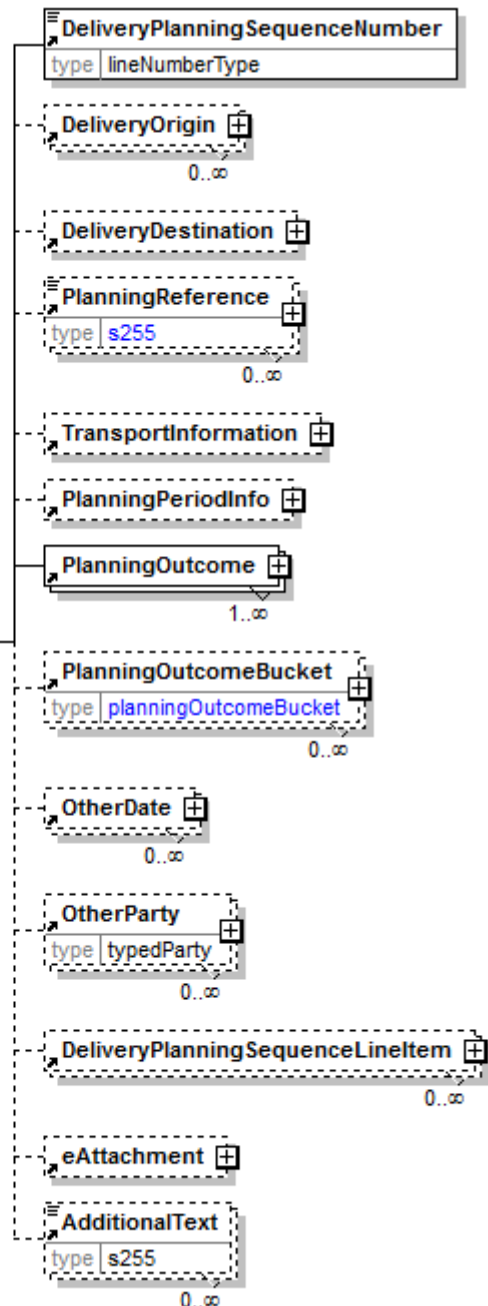 DeliveryPlanningSequenceNumber
type lineNumberType
DeliveryOrigin
0..∞
DeliveryDestination
PlanningReference
type s255
0..∞
TransportInformation
PlanningPeriodInfo
PlanningOutcome
1..∞
PlanningOutcomeBucket
type planningOutcomeBucket
0..∞
OtherDate
0..∞
OtherParty
type typedParty
0..∞
DeliveryPlanningSequenceLineItem
0..∞
eAttachment
AdditionalText
type s255
0..∞